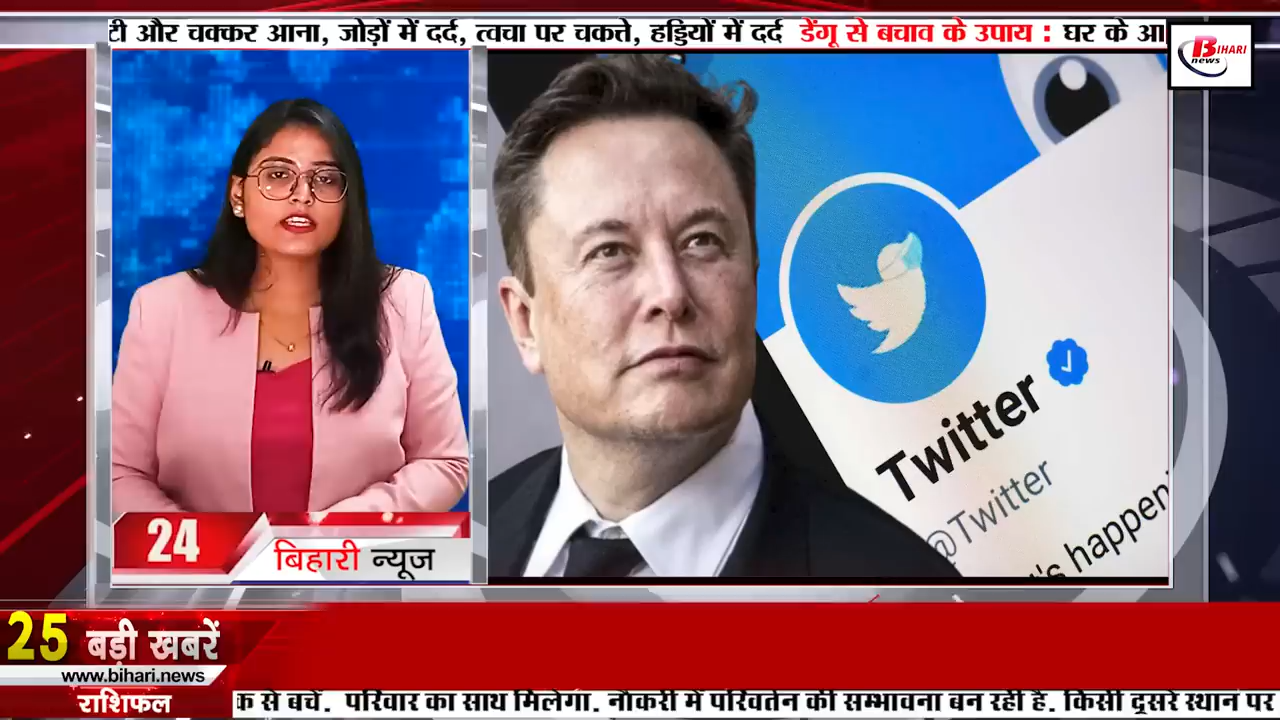 टी और चक्कर आना, जोड़ों में दर्द, त्वचा पर चकत्ते, हड्डियों में दर्द डेंगू से बचाव के उपाय : घर के आ
BIHARI
news
Twitter
@Twitter
's happen
24
बिहारी न्यूज
25 बड़ी खबरें
www.bihari.news
राशिफल
क से बचें. परिवार का साथ मिलेगा. नौकरी में परिवर्तन की सम्भावना बन रही है. किसी दूसरे स्थान पर